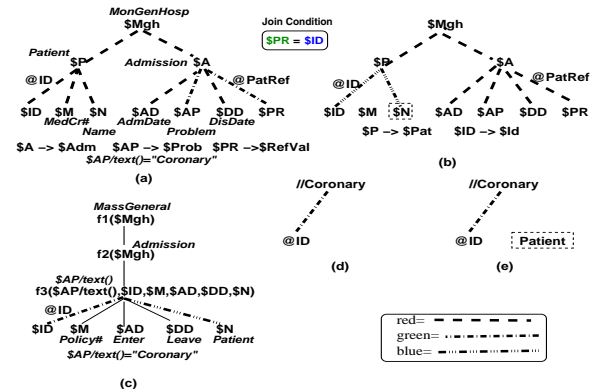 MonGenHosp
$Mgh
Join Condition
$PR = $ID
Patient
$P
Admission
$A
@ID
@PatRef
$ID $M $N $AD $AP $DD $PR
MedCr# AdmDate DisDate
Name Problem
$A -> $Adm $AP -> $Prob $PR ->$RefVal
$AP/text()="Coronary"
(a)
$Mgh
$P
$A
@ID
@PatRef
$ID $M $N $AD $AP $DD $PR
$P -> $Pat $ID -> $Id
(b)
MassGeneral
f1($Mgh)
Admission
f2($Mgh)
$AP/text()
f3($AP/text(),$ID,$M,$AD,$DD,$N)
@ID
$ID $M $AD $DD $N
Policy# Enter Leave Patient
$AP/text()="Coronary"
(c)
//Coronary
@ID
(d)
//Coronary
@ID
Patient
(e)
red=
green=
blue=